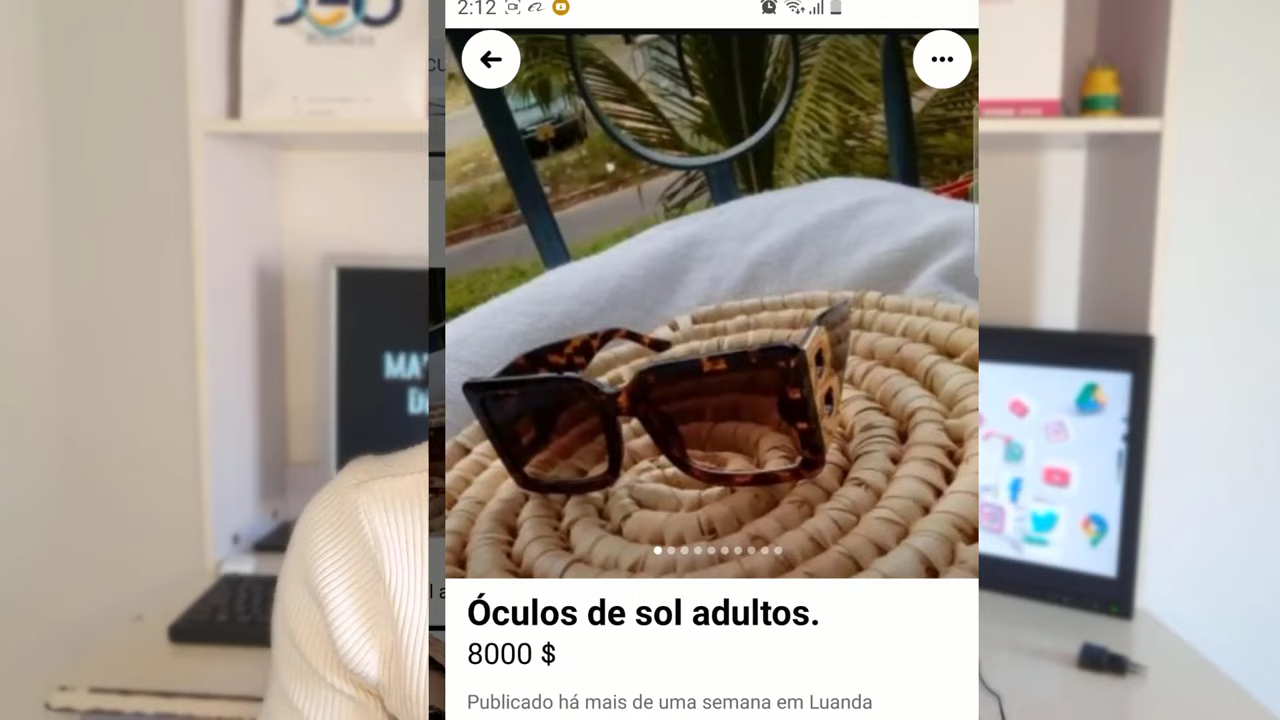 2:12
Óculos de sol adultos.
8000 $
Publicado há mais de uma semana em Luanda